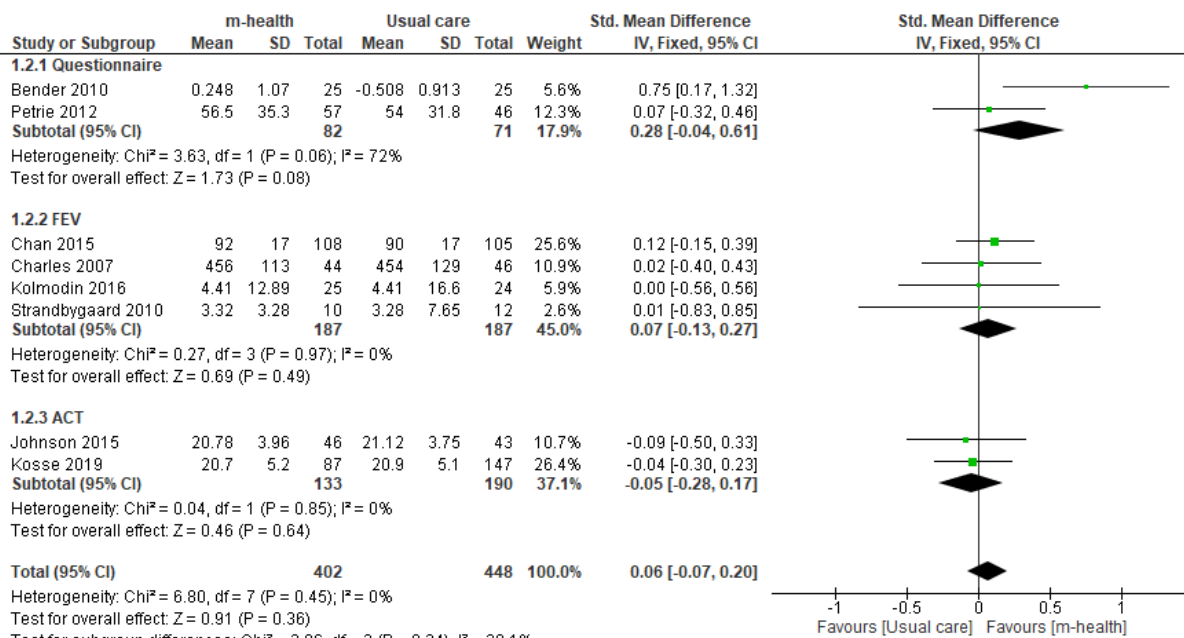 m-health Usual care Std. Mean Difference Std. Mean Difference
Study or Subgroup Mean SD Total Mean SD Total Weight IV, Fixed, 95% CI IV, Fixed, 95% CI
1.2.1 Questionnaire
Bender 2010 0.248 1.07 25 -0.508 0.913 25 5.6% 0.75 [0.17, 1.32]
Petrie 2012 56.5 35.3 57 54 31.8 46 12.3% 0.07 [-0.32, 0.46]
Subtotal (95% CI) 82 71 17.9% 0.28 [-0.04, 0.61]
Heterogeneity: Chi² = 3.63, df = 1 (P = 0.06); I² = 72%
Test for overall effect: Z = 1.73 (P = 0.08)
1.2.2 FEV
Chan 2015 92 17 108 90 17 105 25.6% 0.12 [-0.15, 0.39]
Charles 2007 456 113 44 454 129 46 10.9% 0.02 [-0.40, 0.43]
Kolmodin 2016 4.41 12.89 25 4.41 16.6 24 5.9% 0.00 [-0.56, 0.56]
Strandbygaard 2010 3.32 3.28 10 3.28 7.65 12 2.6% 0.01 [-0.83, 0.85]
Subtotal (95% CI) 187 187 45.0% 0.07 [-0.13, 0.27]
Heterogeneity: Chi² = 0.27, df = 3 (P = 0.97); I² = 0%
Test for overall effect: Z = 0.69 (P = 0.49)
1.2.3 ACT
Johnson 2015 20.78 3.96 46 21.12 3.75 43 10.7% -0.09 [-0.50, 0.33]
Kosse 2019 20.7 5.2 87 20.9 5.1 147 26.4% -0.04 [-0.30, 0.23]
Subtotal (95% CI) 133 190 37.1% -0.05 [-0.28, 0.17]
Heterogeneity: Chi² = 0.04, df = 1 (P = 0.85); I² = 0%
Test for overall effect: Z = 0.46 (P = 0.64)
Total (95% CI) 402 448 100.0% 0.06 [-0.07, 0.20]
Heterogeneity: Chi² = 6.80, df = 7 (P = 0.45); I² = 0%
Test for overall effect: Z = 0.91 (P = 0.36)
-1 -0.5 0 0.5 1
Favours [Usual care] Favours [m-health]
Test for subgroup differences: Chi² =